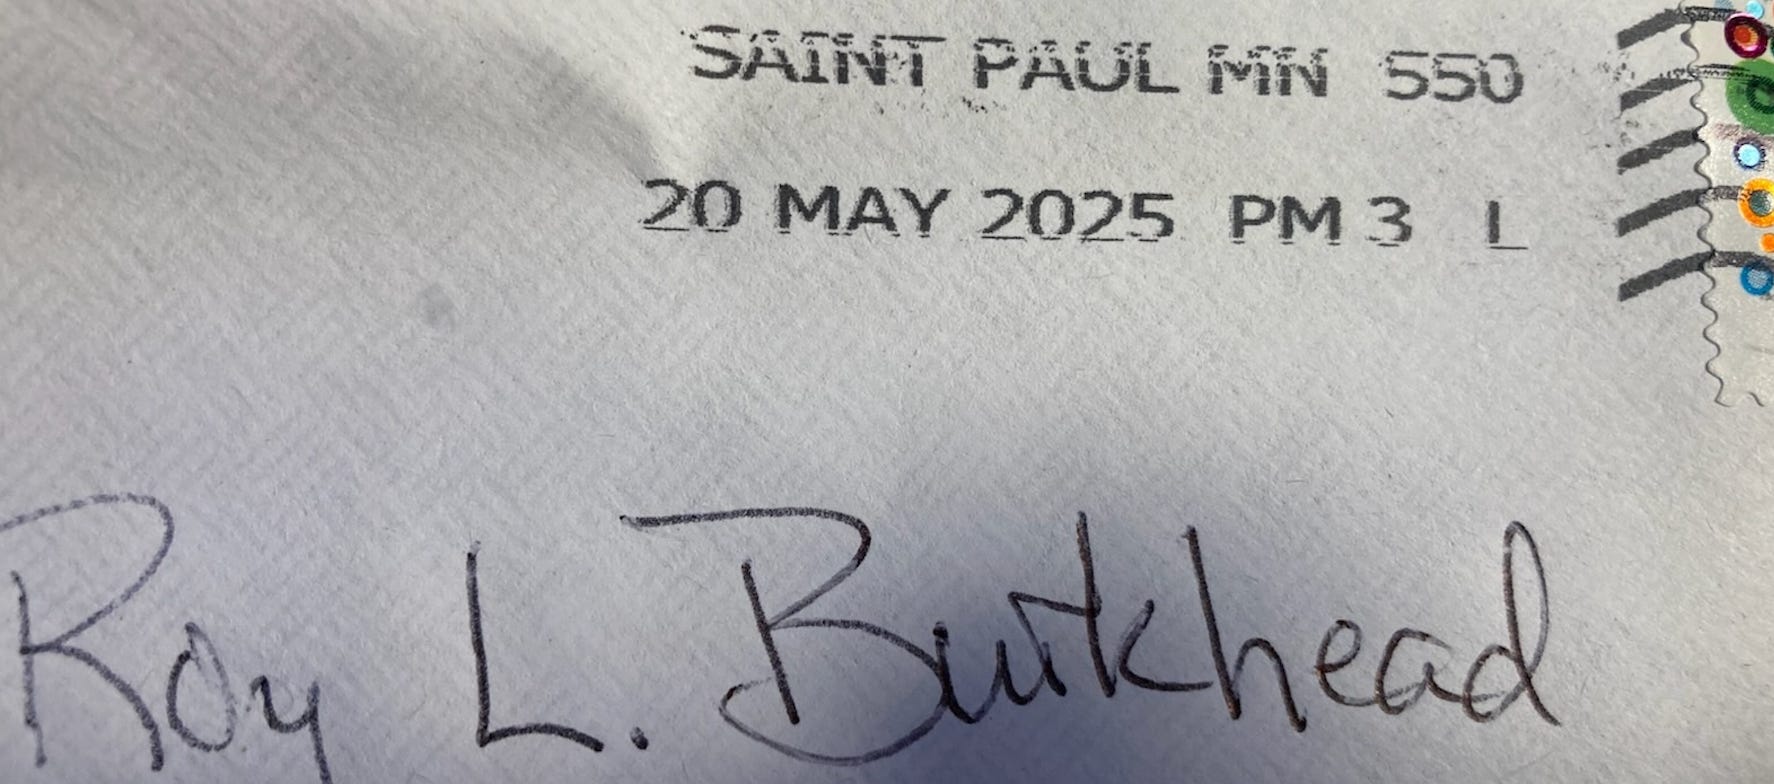 SAINT PAUL MN 550
20 MAY 2025 PM 3 L
Roy L. Burkhead